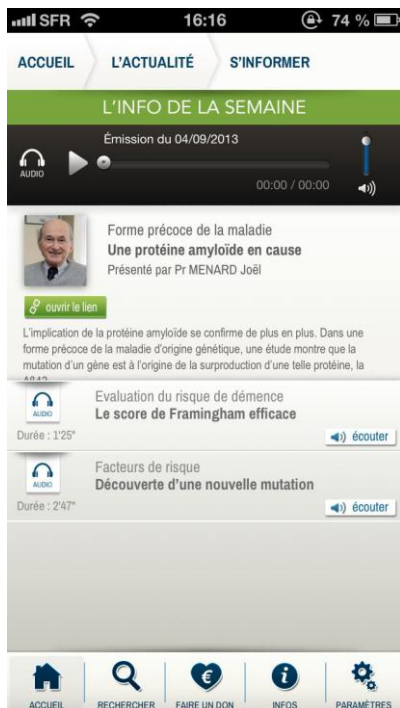 SFR 16:16 74 %
ACCUEIL L'ACTUALITÉ S'INFORMER
L'INFO DE LA SEMAINE
Émission du 04/09/2013
AUDIO
00:00 / 00:00
Forme précoce de la maladie
Une protéine amyloïde en cause
Présenté par Pr MENARD Joël
ouvrir le lien
L'implication de la protéine amyloïde se confirme de plus en plus. Dans une
forme précoce de la maladie d'origine génétique, une étude montre que la
mutation d'un gène est à l'origine de la surproduction d'une telle protéine, la
Evaluation du risque de démence
Le score de Framingham efficace
AUDIO
Durée : 1'25" écouter
Facteurs de risque
Découverte d'une nouvelle mutation
AUDIO
Durée : 2'47" écouter
ACCUEIL RECHERCHER FAIRE UN DON INFOS PARAMÈTRES